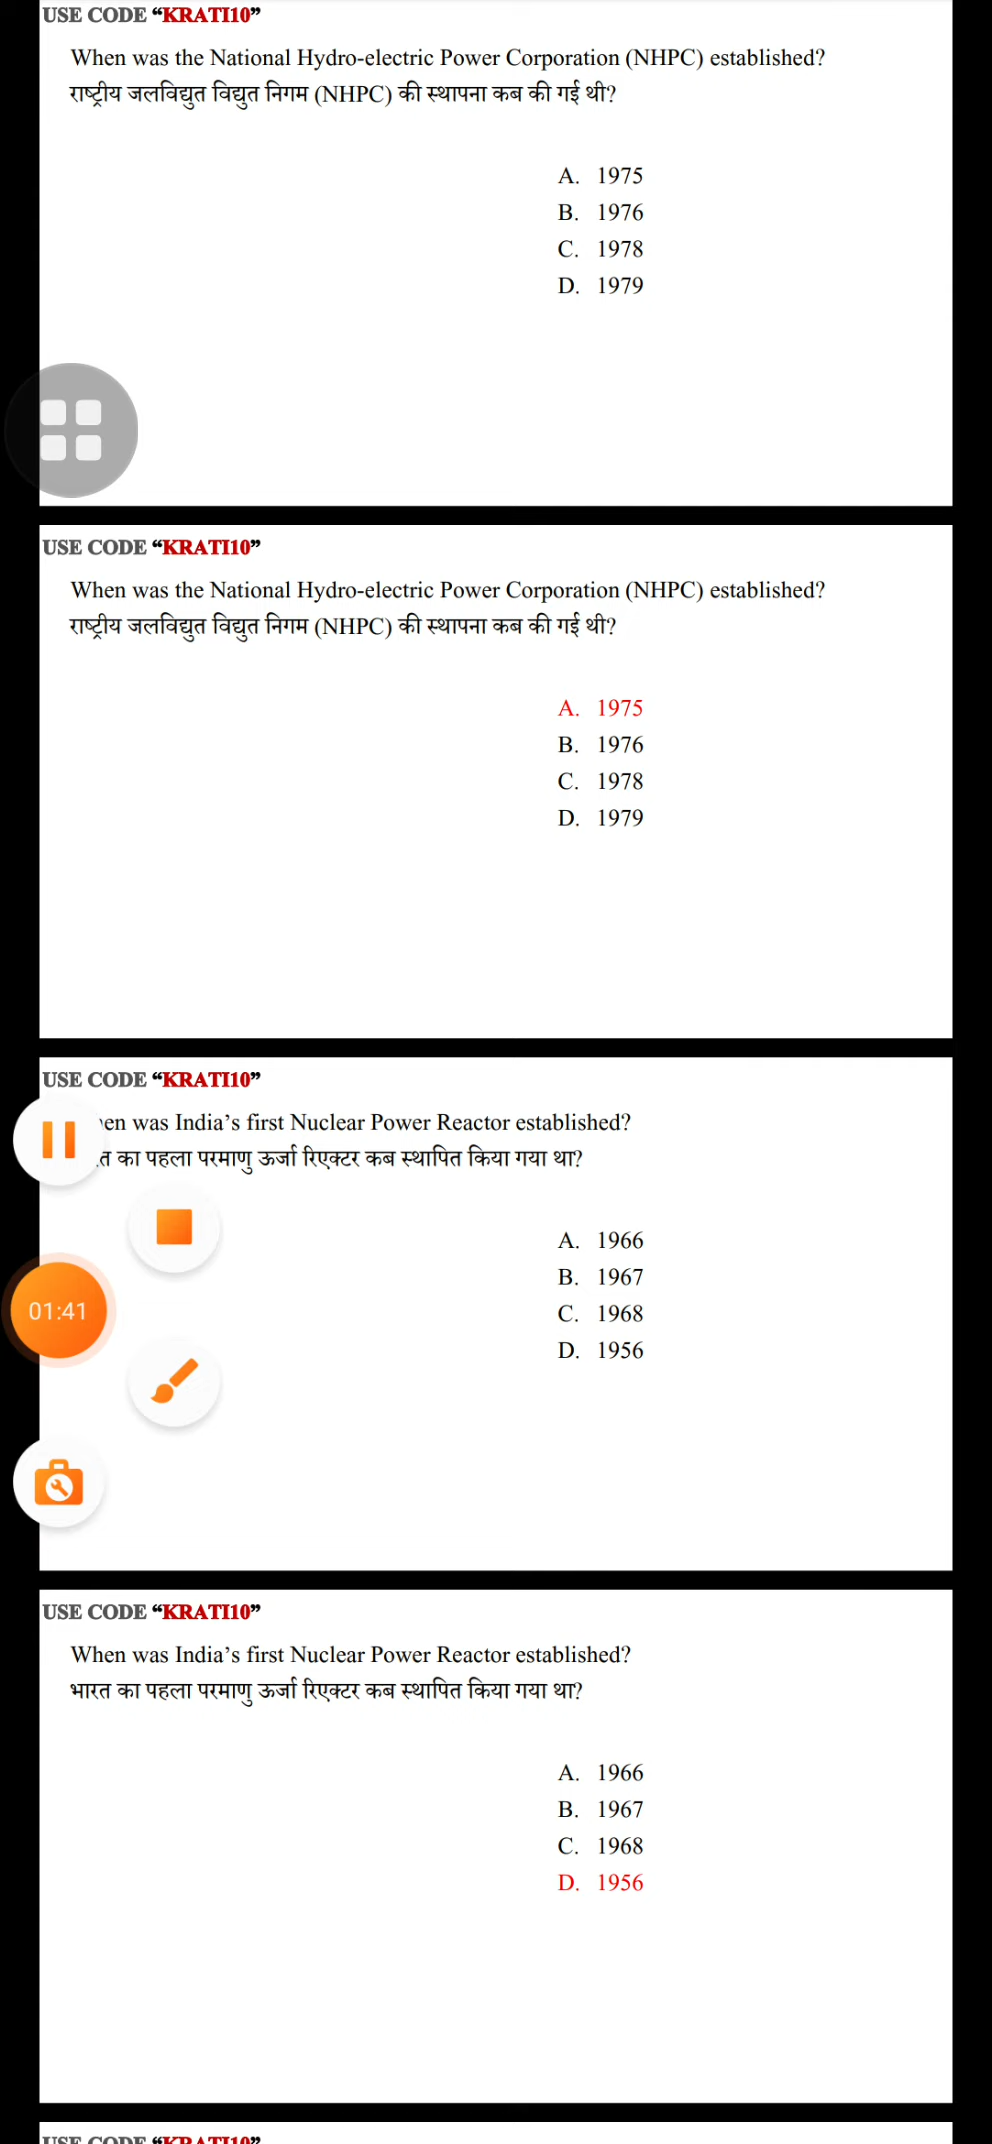 USE CODE “KRATI10”
When was the National Hydro-electric Power Corporation (NHPC) established?
राष्ट्रीय जलविद्युत विद्युत निगम (NHPC) की स्थापना कब की गई थी?
A. 1975
B. 1976
C. 1978
D. 1979
USE CODE “KRATI10”
When was the National Hydro-electric Power Corporation (NHPC) established?
राष्ट्रीय जलविद्युत विद्युत निगम (NHPC) की स्थापना कब की गई थी?
A. 1975
B. 1976
C. 1978
D. 1979
USE CODE “KRATI10”
was India’s first Nuclear Power Reactor established?
का पहला परमाणु ऊर्जा रिएक्टर कब स्थापित किया गया था?
A. 1966
B. 1967
01:41
C. 1968
D. 1956
USE CODE “KRATI10”
When was India’s first Nuclear Power Reactor established?
भारत का पहला परमाणु ऊर्जा रिएक्टर कब स्थापित किया गया था?
A. 1966
B. 1967
C. 1968
D. 1956
USE CODE “KRATI10”